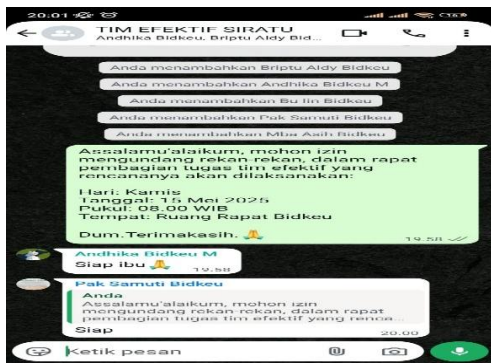 20.01
TIM EFEKTIF SIRATU
Andhika Bidkeu, Briptu Aldy Bid...
Anda menambahkan Briptu Aldy Bidkeu
Anda menambahkan Andhika Bidkeu M
Anda menambahkan Bu Iin Bidkeu
Anda menambahkan Pak Samuti Bidkeu
Anda menambahkan Mba Asih Bidkeu
Assalamu'alaikum, mohon izin
mengundang rekan-rekan, dalam rapat
pembagian tugas tim efektif yang
rencananya akan dilaksanakan:
Hari: Kamis
Tanggal: 15 Mei 2025
Pukul: 08.00 WIB
Tempat: Ruang Rapat Bidkeu
Dum.Terimakasih. 🙏
19.58
Andhika Bidkeu M
Siap ibu 🙏
19.58
Pak Samuti Bidkeu
Anda
Assalamu'alaikum, mohon izin
mengundang rekan-rekan, dalam rapat
pembagian tugas tim efektif yang renca...
Siap
20.00
Ketik pesan